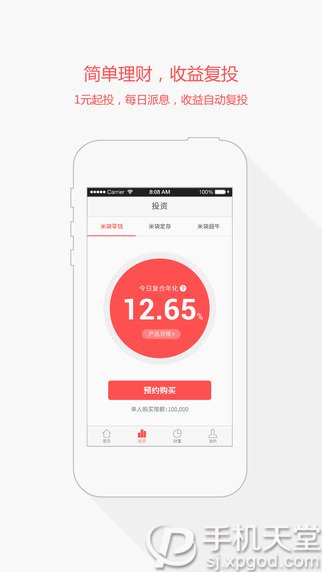 简单理财，收益复投
1元起投，每日派息，收益自动复投
Carrier 8:08 AM 100%
投资
米袋零钱 米袋定存 米袋超牛
今日复合年化?
12.65%
产品详情>
预约购买
单人购买限额:100,000
首页 投资 财富 我的
手机天堂
sj.xpgod.com